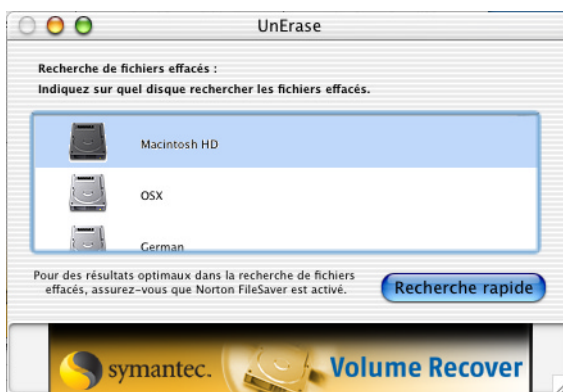 UnErase
Recherche de fichiers effacés :
Indiquez sur quel disque rechercher les fichiers effacés.
Macintosh HD
OSX
German
Pour des résultats optimaux dans la recherche de fichiers
effacés, assurez-vous que Norton FileSaver est activé.
Recherche rapide
symantec.
Volume Recover